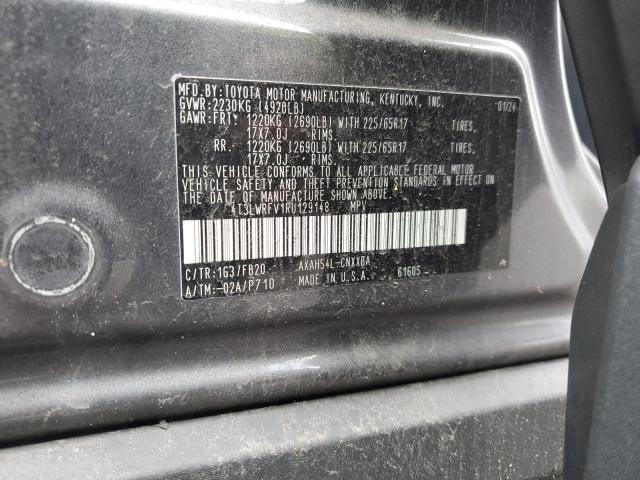 MFD.BY:TOYOTA MOTOR MANUFACTURING, KENTUCKY, INC.
GVWR:2230KG (4920LB) 01/24
GAWR:FRT. 1220KG (2690LB) WITH 225/65R17 TIRES,
17X7.0J RIMS.
RR. 1220KG (2690LB) WITH 225/65R17 TIRES,
17X7.0J RIMS.
THIS VEHICLE CONFORMS TO ALL APPLICABLE FEDERAL MOTOR
VEHICLE SAFETY AND THEFT PREVENTION STANDARDS IN EFFECT ON
THE DATE OF MANUFACTURE SHOWN ABOVE.
4T3LWRFV1RU129148 MPV
C/TR:1G3/FB20 AXAH54L-CNXXBA 61605
A/TM:-02A/P710 MADE IN U.S.A.